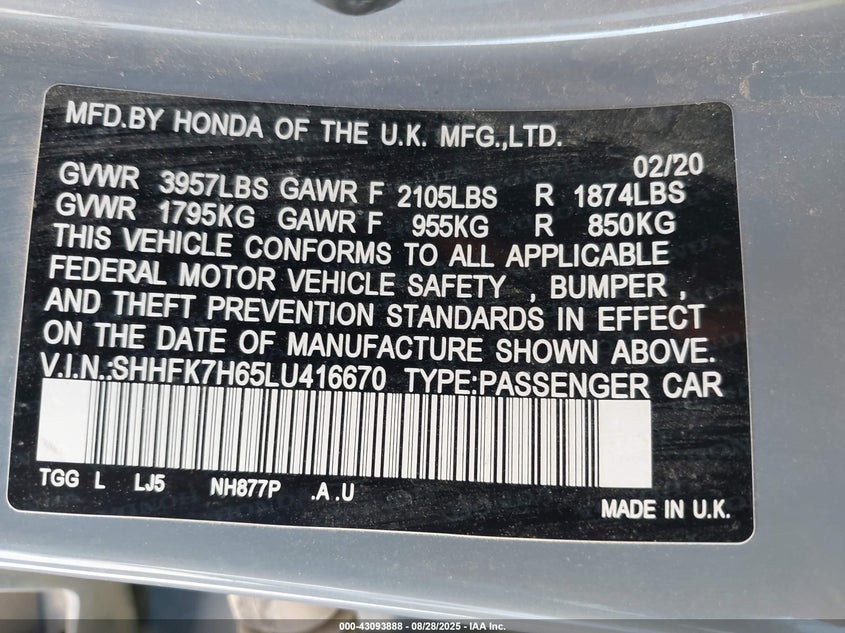 MFD.BY HONDA OF THE U.K. MFG.,LTD.
02/20
GVWR 3957LBS GAWR F 2105LBS R 1874LBS
GVWR 1795KG GAWR F 955KG R 850KG
THIS VEHICLE CONFORMS TO ALL APPLICABLE
FEDERAL MOTOR VEHICLE SAFETY , BUMPER ,
AND THEFT PREVENTION STANDARDS IN EFFECT
ON THE DATE OF MANUFACTURE SHOWN ABOVE.
V.I.N.:SHHFK7H65LU416670 TYPE:PASSENGER CAR
TGG L LJ5 NH877P .A .U
MADE IN U.K.
000-43093888 | 08/28/2025 - IAA Inc. (C)